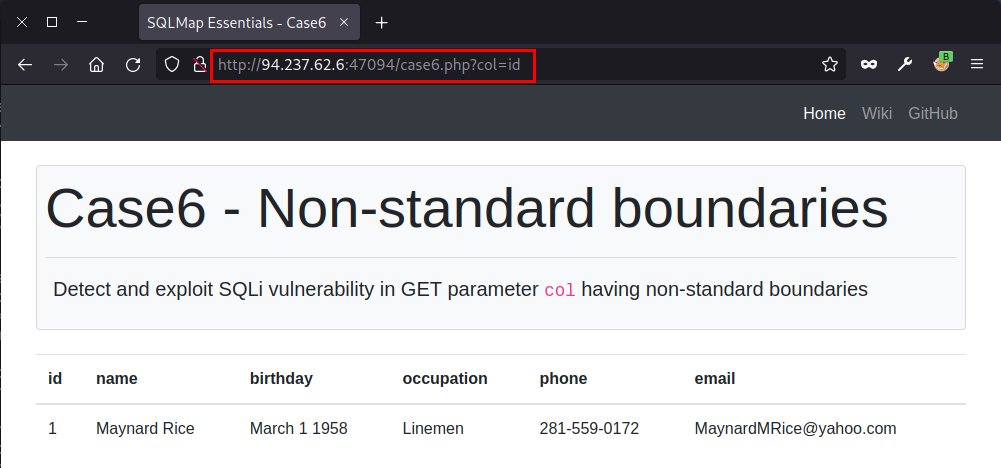 SQLMap Essentials - Case6
http://94.237.62.6:47094/case6.php?col=id
B
Home Wiki GitHub
Case6 - Non-standard boundaries
Detect and exploit SQLi vulnerability in GET parameter col having non-standard boundaries
id name birthday occupation phone email
1 Maynard Rice March 1 1958 Linemen 281-559-0172 MaynardMRice@yahoo.com